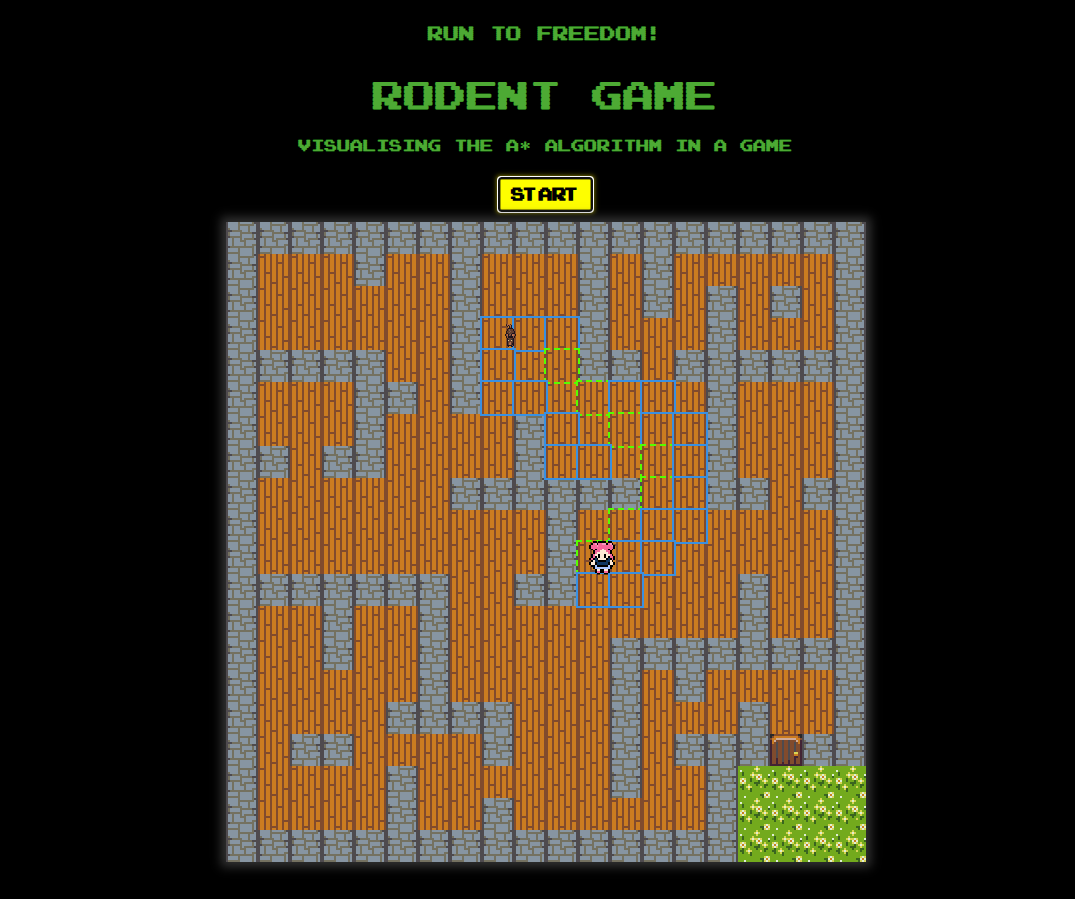 RUN TO FREEDOM!
RODENT GAME
VISUALISING THE A* ALGORITHM IN A GAME
START